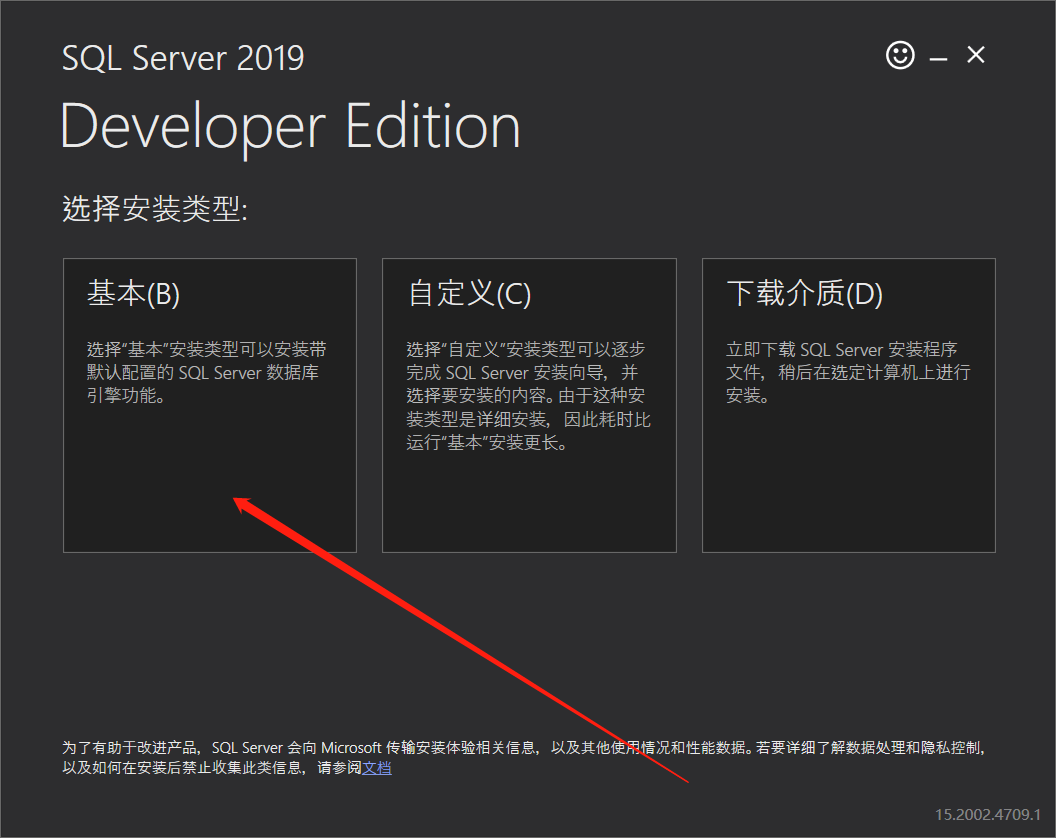 SQL Server 2019
Developer Edition
选择安装类型:
基本(B)
选择“基本”安装类型可以安装带
默认配置的 SQL Server 数据库
引擎功能。
自定义(C)
选择“自定义”安装类型可以逐步
完成 SQL Server 安装向导，并
选择要安装的内容。由于这种安
装类型是详细安装，因此耗时比
运行“基本”安装更长。
下载介质(D)
立即下载 SQL Server 安装程序
文件，稍后在选定计算机上进行
安装。
为了有助于改进产品，SQL Server 会向 Microsoft 传输安装体验相关信息，以及其他使用情况和性能数据。若要详细了解数据处理和隐私控制，
以及如何在安装后禁止收集此类信息，请参阅文档
15.2002.4709.1